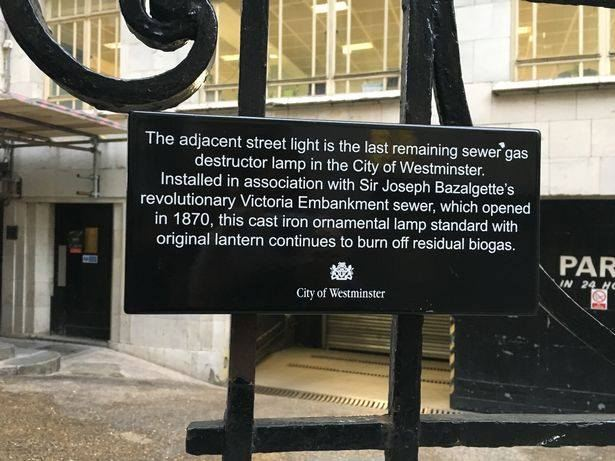 The adjacent street light is the last remaining sewer gas
destructor lamp in the City of Westminster.
Installed in association with Sir Joseph Bazalgette's
revolutionary Victoria Embankment sewer, which opened
in 1870, this cast iron ornamental lamp standard with
original lantern continues to burn off residual biogas.
City of Westminster
PAR
IN 24 HO